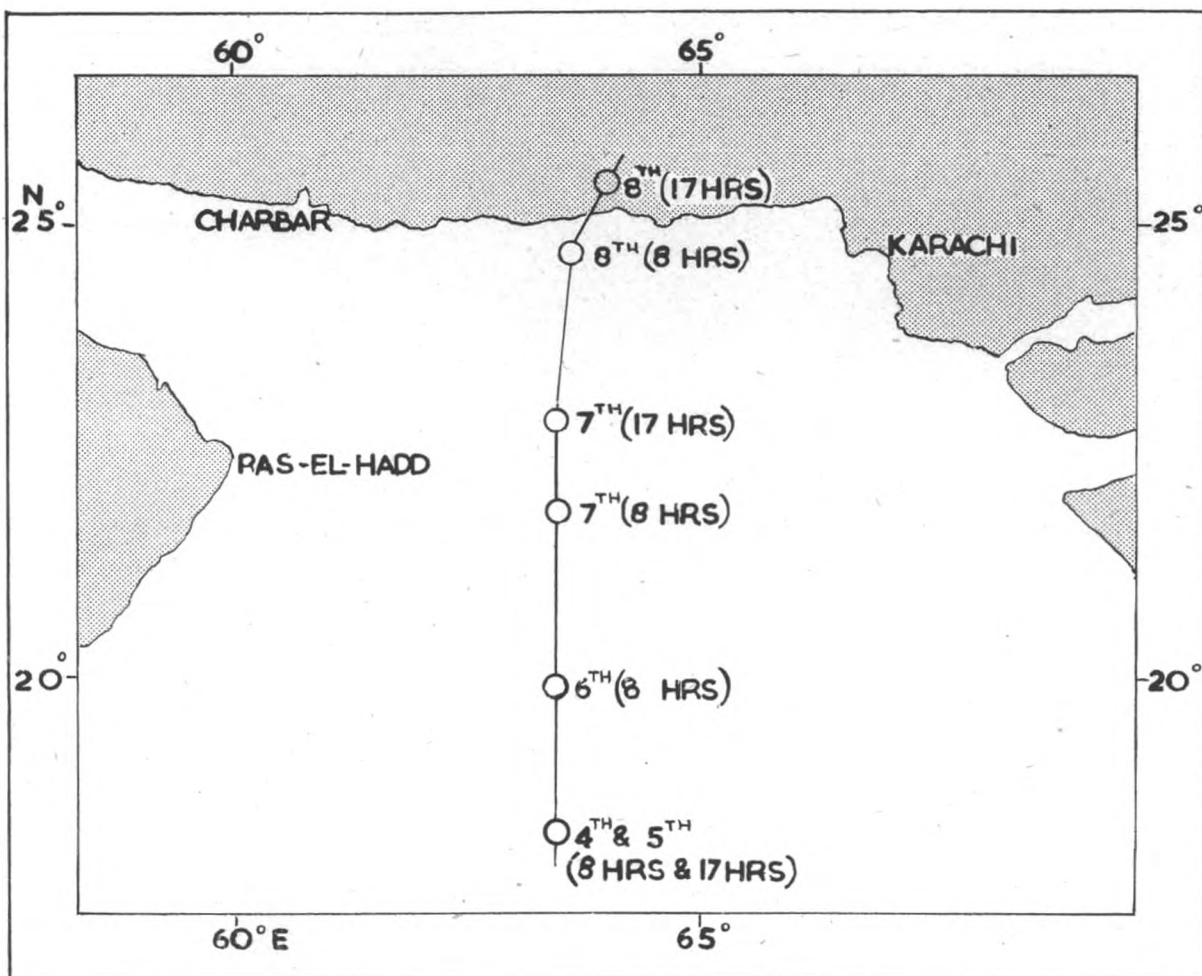 60° 65°
8TH (17 HRS)
N
25° CHARBAR 25°
KARACHI
8TH (8 HRS)
7TH (17 HRS)
RAS-EL-HADD
7TH (8 HRS)
20° 6TH (8 HRS) 20°
4TH & 5TH
(8 HRS & 17 HRS)
60° E 65°